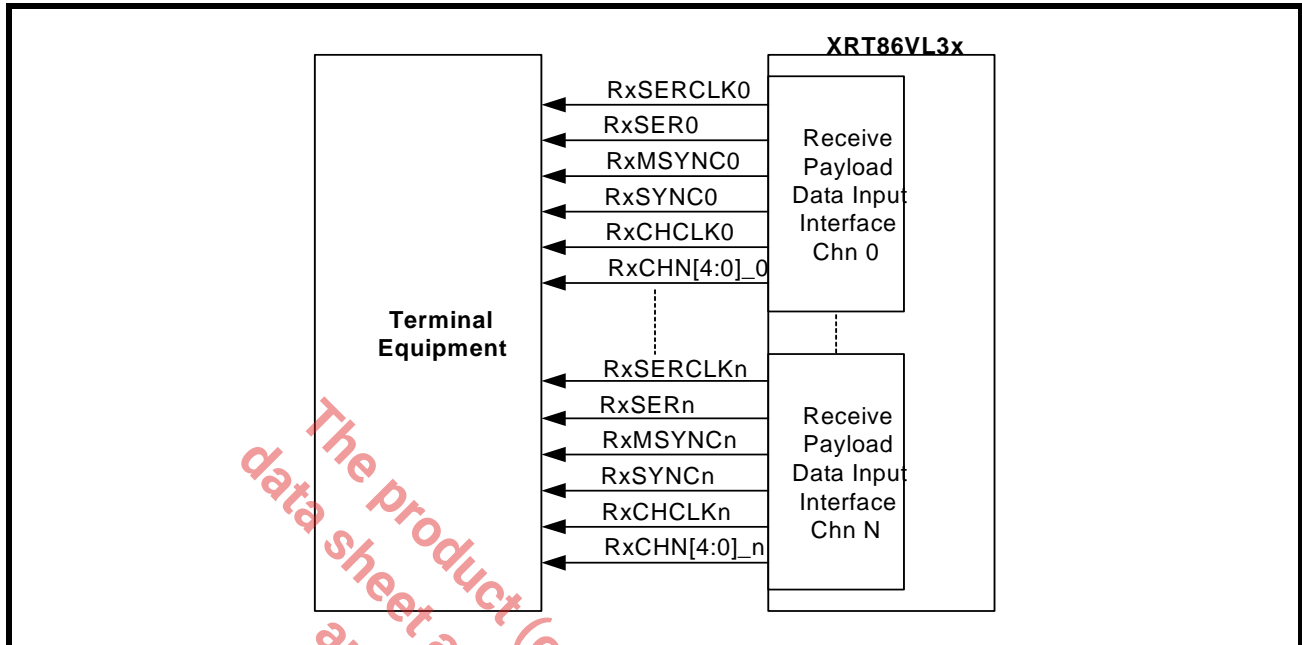 XRT86VL3x
RxSERCLK0
RxSER0
RxMSYNC0
RxSYNC0
RxCHCLK0
RxCHN[4:0]_0
Receive
Payload
Data Input
Interface
Chn 0
Terminal
Equipment
RxSERCLKn
RxSERn
RxMSYNCn
RxSYNCn
RxCHCLKn
RxCHN[4:0]_n
Receive
Payload
Data Input
Interface
Chn N
The product (
data sheet a